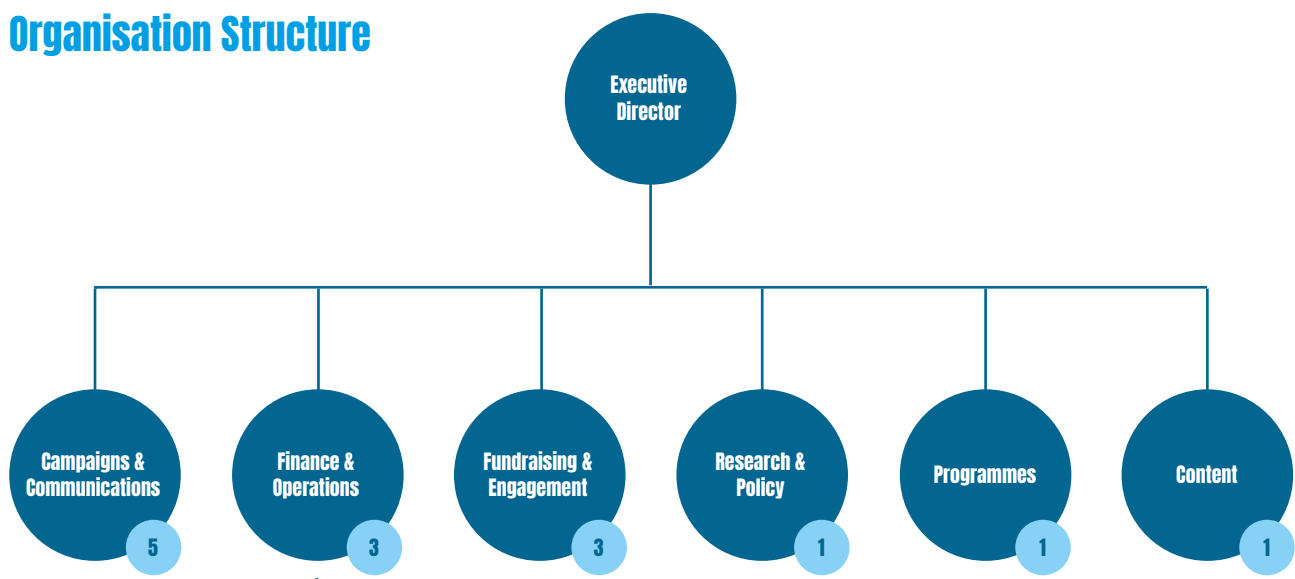 Organisation Structure
Executive
Director
Campaigns &
Communications
5
Finance &
Operations
3
Fundraising &
Engagement
3
Research &
Policy
1
Programmes
1
Content
1